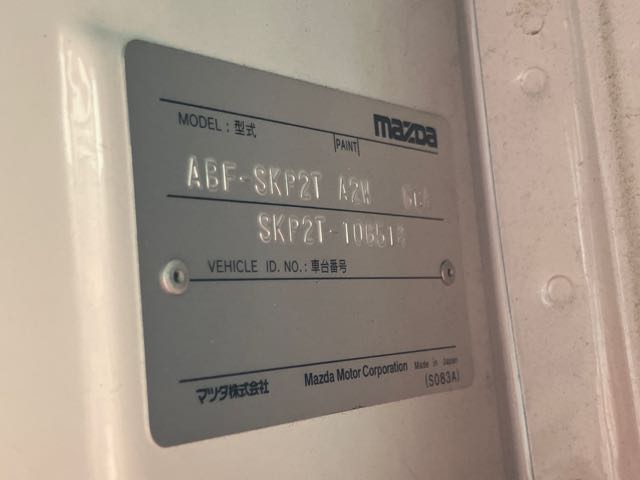 MODEL : 型式
PAINT
mazDa
ABF-SKP2T A2W
SKP2T-106518
VEHICLE ID. NO. : 車台番号
マツダ株式会社
Mazda Motor Corporation
Made in Japan
(S083A)